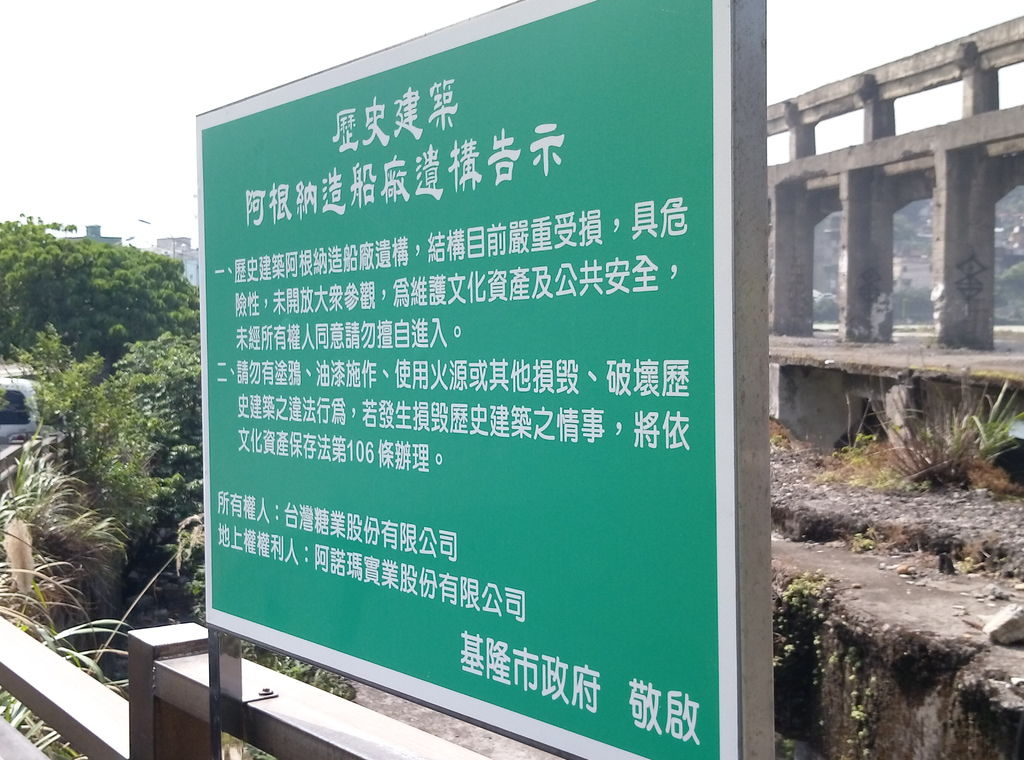 歷史建築
阿根納造船廠遺構告示
一、歷史建築阿根納造船廠遺構，結構目前嚴重受損，具危
險性，未開放大眾參觀，為維護文化資產及公共安全，
未經所有權人同意請勿擅自進入。
二、請勿有塗鴉、油漆施作、使用火源或其他損毀、破壞歷
史建築之違法行為，若發生損毀歷史建築之情事，將依
文化資產保存法第106條辦理。
所有權人：台灣糖業股份有限公司
地上權權利人：阿諾瑪實業股份有限公司
基隆市政府 敬啟